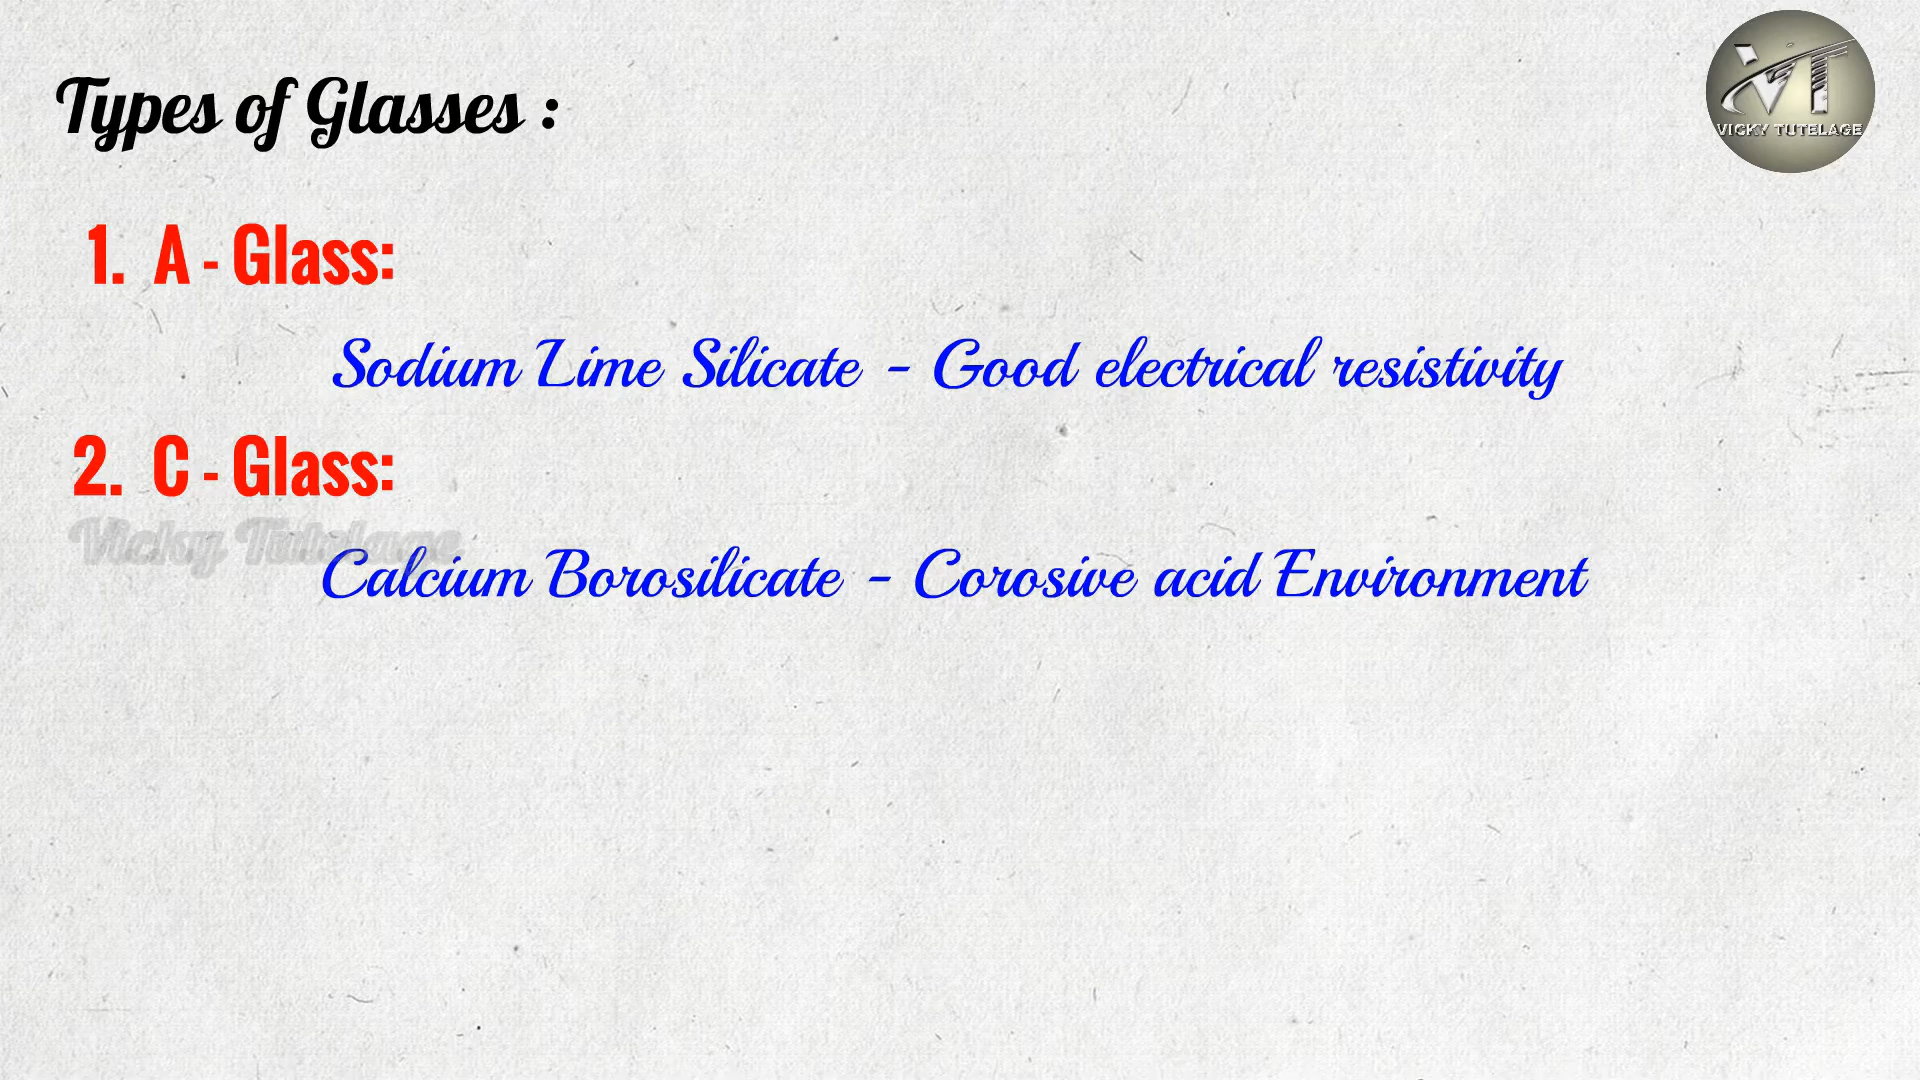 VT
VICKY TUTELAGE
Types of Glasses :
1. A - Glass:
Sodium Lime Silicate - Good electrical resistivity
2. C - Glass:
Vicky Tutelage
Calcium Borosilicate - Corosive acid Environment